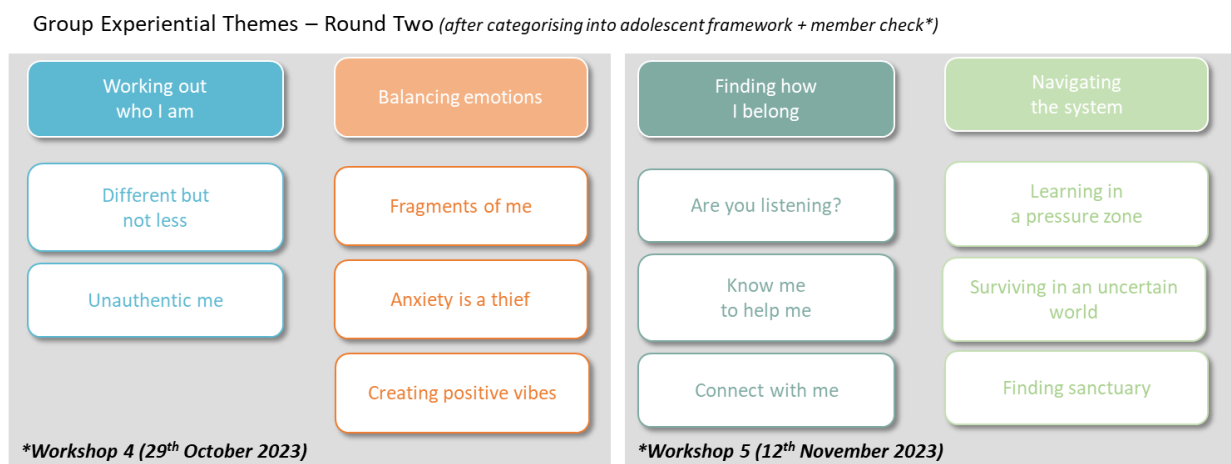 Group Experiential Themes – Round Two (after categorising into adolescent framework + member check*)
Working out
who I am
Different but
not less
Unauthentic me
Balancing emotions
Fragments of me
Anxiety is a thief
Creating positive vibes
*Workshop 4 (29th October 2023)
Finding how
I belong
Are you listening?
Know me
to help me
Connect with me
Navigating
the system
Learning in
a pressure zone
Surviving in an uncertain
world
Finding sanctuary
*Workshop 5 (12th November 2023)